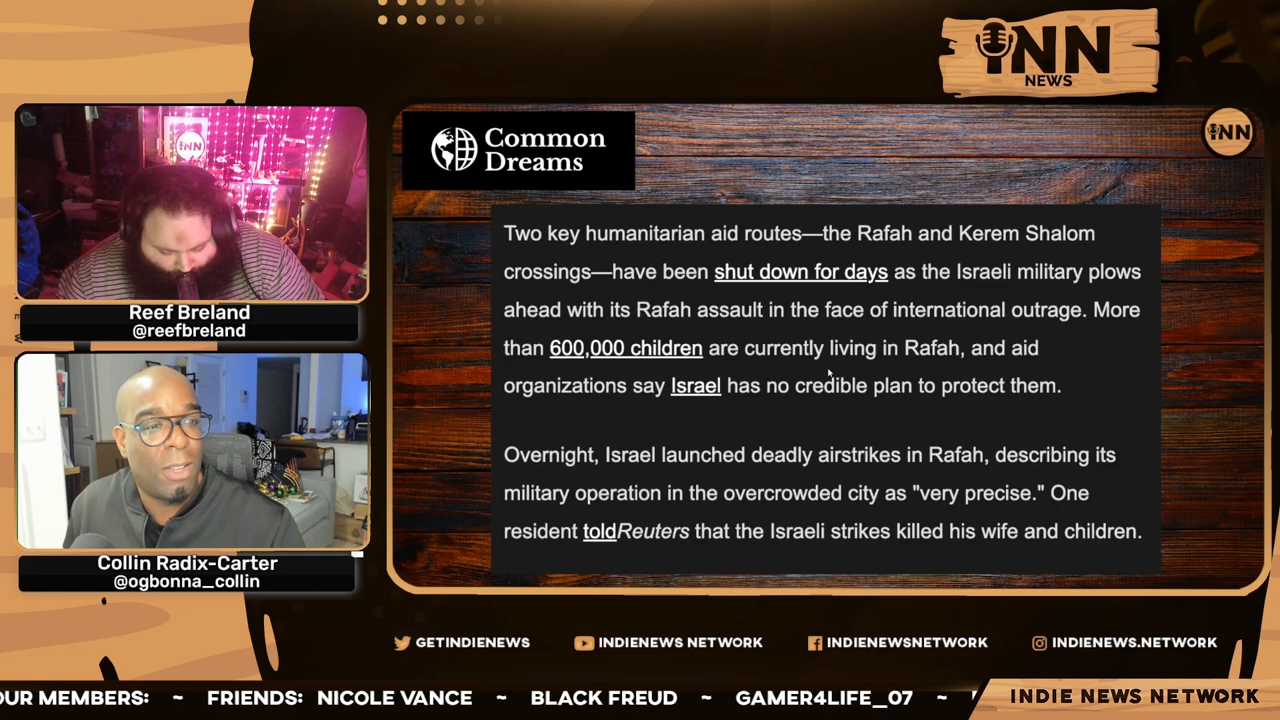 INN
NEWS
INN
Common
Dreams
INN
Two key humanitarian aid routes—the Rafah and Kerem Shalom
crossings—have been shut down for days as the Israeli military plows
ahead with its Rafah assault in the face of international outrage. More
than 600,000 children are currently living in Rafah, and aid
organizations say Israel has no credible plan to protect them.
Overnight, Israel launched deadly airstrikes in Rafah, describing its
military operation in the overcrowded city as "very precise." One
resident toldReuters that the Israeli strikes killed his wife and children.
Reef Breland
@reefbreland
Collin Radix-Carter
@ogbonna_collin
GETINDIENEWS
INDIENEWS NETWORK
INDIENEWSNETWORK
INDIENEWS.NETWORK
OUR MEMBERS: ~ FRIENDS: NICOLE VANCE ~ BLACK FREUD ~ GAMER4LIFE_07 ~
INDIE NEWS NETWORK